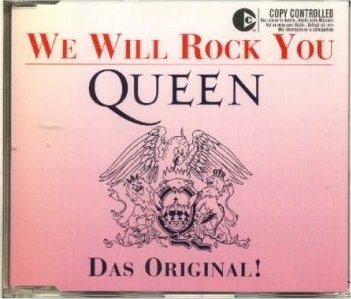 COPY CONTROLLED
WE WILL ROCK YOU
QUEEN
DAS ORIGINAL!